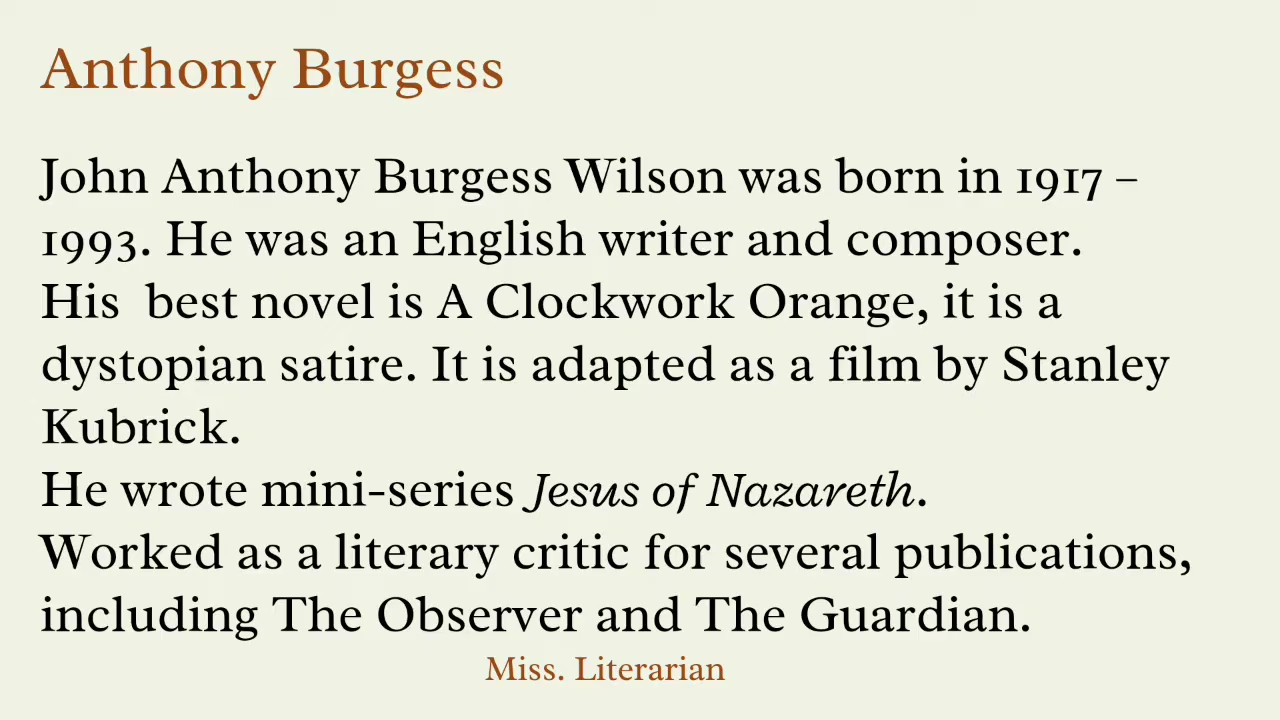 Anthony Burgess
John Anthony Burgess Wilson was born in 1917 –
1993. He was an English writer and composer.
His  best novel is A Clockwork Orange, it is a
dystopian satire. It is adapted as a film by Stanley
Kubrick.
He wrote mini-series Jesus of Nazareth.
Worked as a literary critic for several publications,
including The Observer and The Guardian.
Miss. Literarian